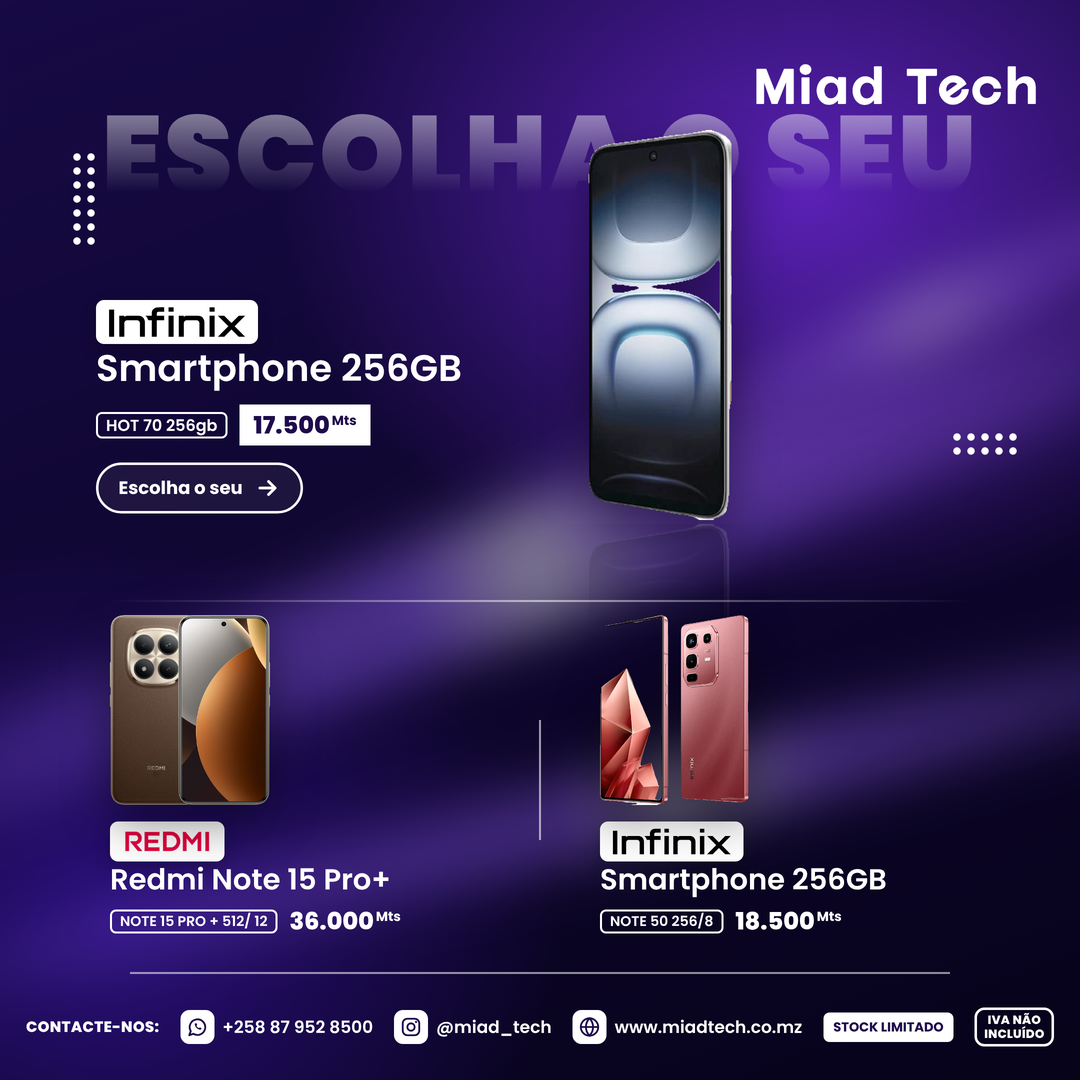 Miad Tech
ESCOLHA O SEU
Infinix
Smartphone 256GB
HOT 70 256gb 17.500 Mts
Escolha o seu →
REDMI
REDMI
Redmi Note 15 Pro+
NOTE 15 PRO + 512/ 12 36.000 Mts
Infinix
Smartphone 256GB
NOTE 50 256/8 18.500 Mts
CONTACTE-NOS: +258 87 952 8500 @miad_tech www.miadtech.co.mz STOCK LIMITADO IVA NÃO
INCLUÍDO